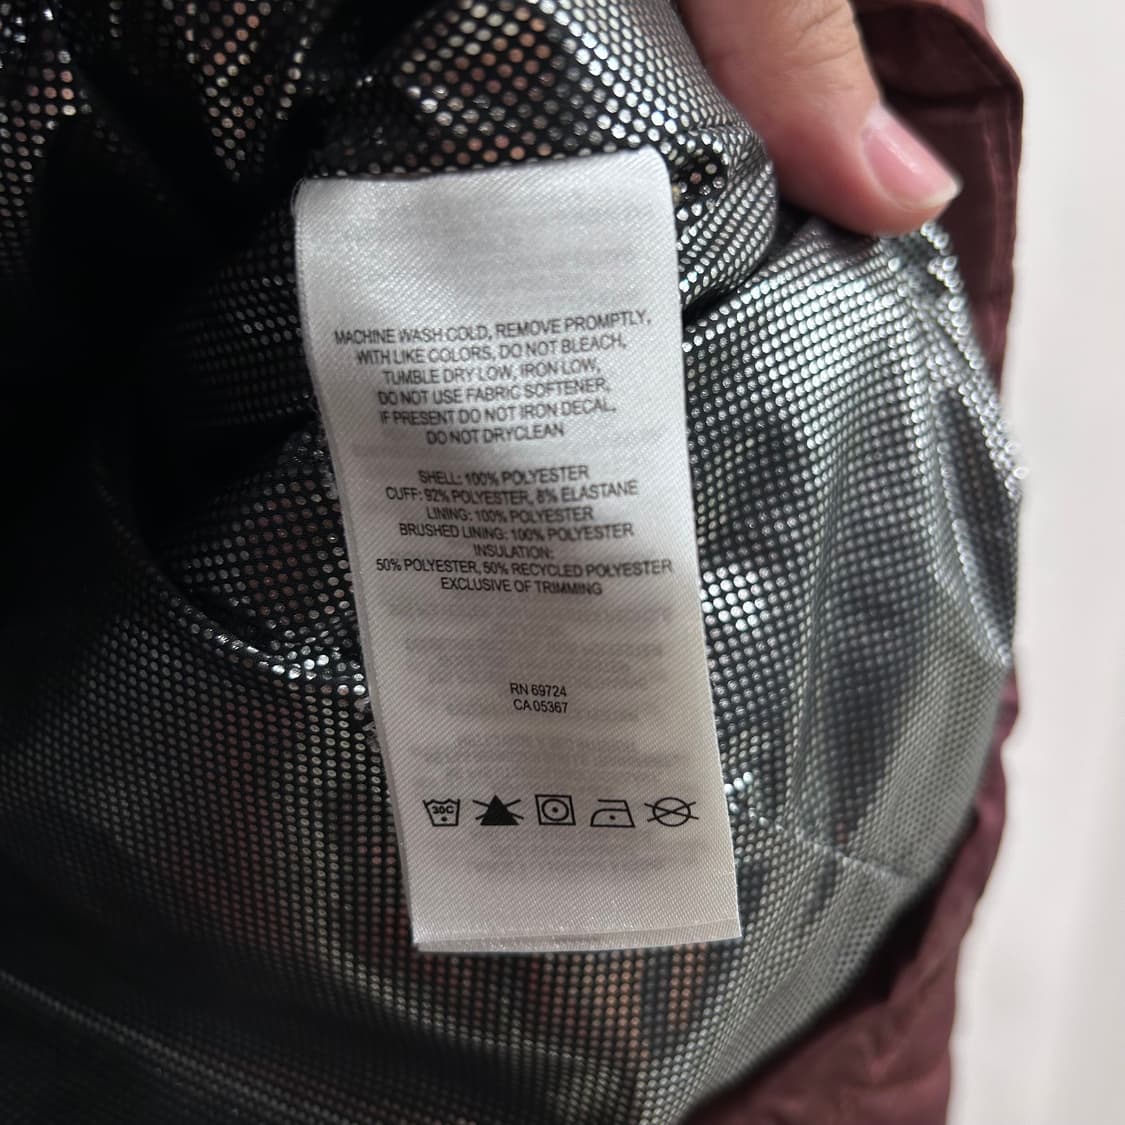 MACHINE WASH COLD, REMOVE PROMPTLY,
WITH LIKE COLORS, DO NOT BLEACH,
TUMBLE DRY LOW, IRON LOW,
DO NOT USE FABRIC SOFTENER,
IF PRESENT DO NOT IRON DECAL,
DO NOT DRYCLEAN
SHELL: 100% POLYESTER
CUFF: 92% POLYESTER, 8% ELASTANE
LINING: 100% POLYESTER
BRUSHED LINING: 100% POLYESTER
INSULATION:
50% POLYESTER, 50% RECYCLED POLYESTER
EXCLUSIVE OF TRIMMING
RN 69724
CA 05367
30C